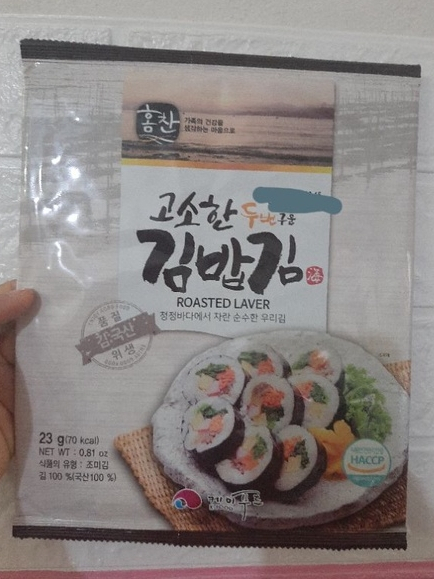 홈찬
가족의 건강을
생각하는 마음으로
고소한 두번구운
김밥김
ROASTED LAVER
청정바다에서 자란 순수한 우리김
품질
김국산
위생
23 g(70 kcal)
NET WT : 0.81 oz
식품의 유형 : 조미김
김 100 %(국산100 %)
HACCP